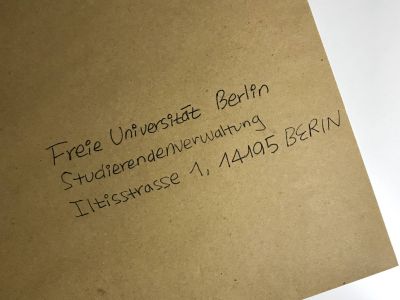 Freie Universität Berlin
Studierendenverwaltung
Iltisstrasse 1, 14195 BERIN